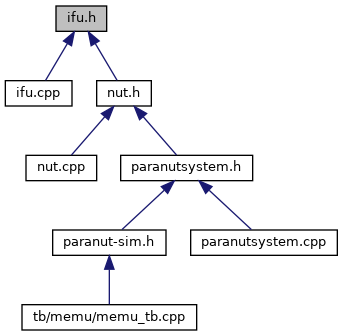 ifu.h
ifu.cpp
nut.h
nut.cpp
paranutsystem.h
paranut-sim.h
paranutsystem.cpp
tb/memu/memu_tb.cpp